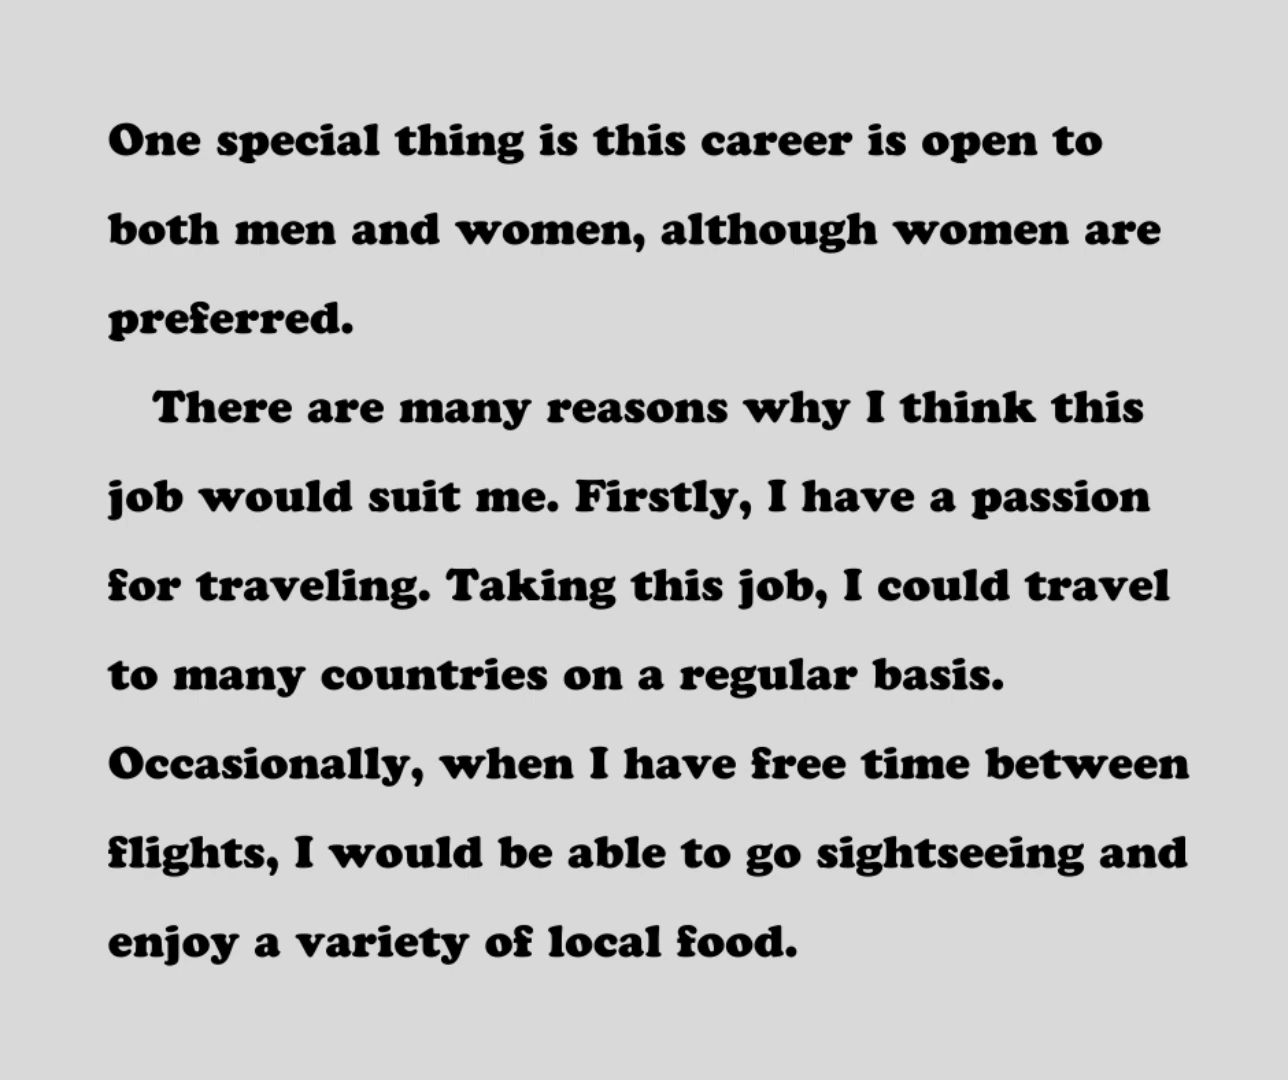 One special thing is this career is open to
both men and women, although women are
preferred.
There are many reasons why I think this
job would suit me. Firstly, I have a passion
for traveling. Taking this job, I could travel
to many countries on a regular basis.
Occasionally, when I have free time between
flights, I would be able to go sightseeing and
enjoy a variety of local food.